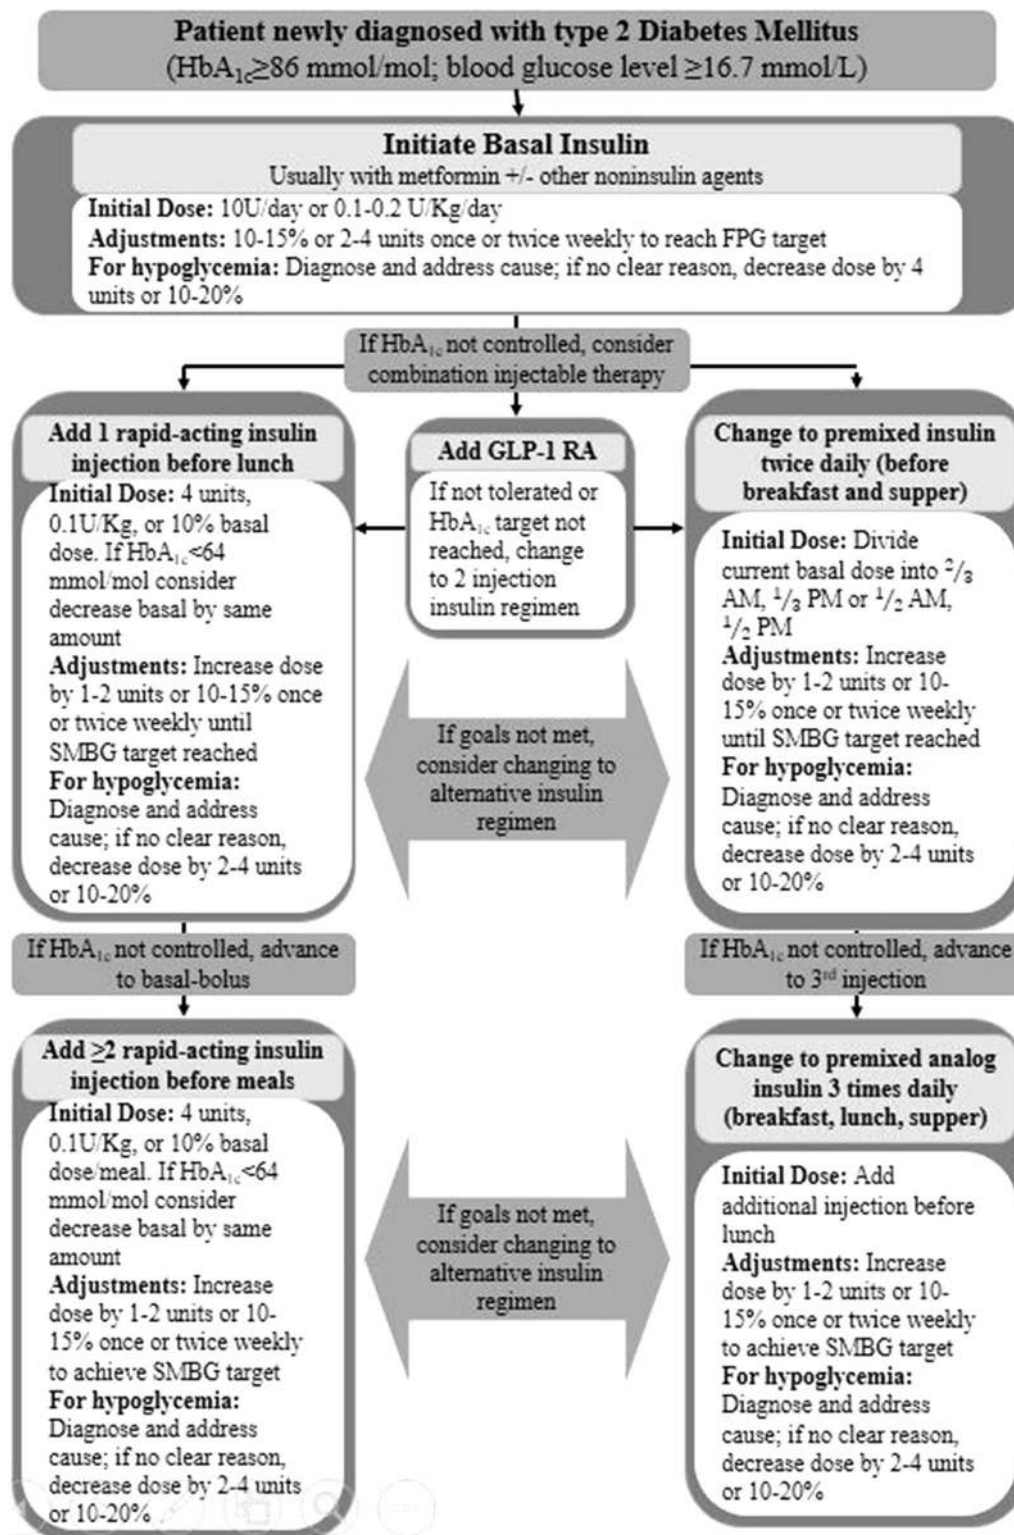 Patient newly diagnosed with type 2 Diabetes Mellitus
(HbA1c≥86 mmol/mol; blood glucose level ≥16.7 mmol/L)
Initiate Basal Insulin
Usually with metformin +/- other noninsulin agents
Initial Dose: 10U/day or 0.1-0.2 U/Kg/day
Adjustments: 10-15% or 2-4 units once or twice weekly to reach FPG target
For hypoglycemia: Diagnose and address cause; if no clear reason, decrease dose by 4
units or 10-20%
If HbA1c not controlled, consider
combination injectable therapy
Add 1 rapid-acting insulin
injection before lunch
Initial Dose: 4 units,
0.1U/Kg, or 10% basal
dose. If HbA1c<64
mmol/mol consider
decrease basal by same
amount
Adjustments: Increase dose
by 1-2 units or 10-15% once
or twice weekly until
SMBG target reached
For hypoglycemia:
Diagnose and address
cause; if no clear reason,
decrease dose by 2-4 units
or 10-20%
Add GLP-1 RA
If not tolerated or
HbA1c target not
reached, change
to 2 injection
insulin regimen
Change to premixed insulin
twice daily (before
breakfast and supper)
Initial Dose: Divide
current basal dose into 2/3
AM, 1/3 PM or 1/2 AM,
1/2 PM
Adjustments: Increase
dose by 1-2 units or 10-
15% once or twice weekly
until SMBG target reached
For hypoglycemia:
Diagnose and address
cause; if no clear reason,
decrease dose by 2-4 units
or 10-20%
If goals not met,
consider changing to
alternative insulin
regimen
If HbA1c not controlled, advance
to basal-bolus
If HbA1c not controlled, advance
to 3rd injection
Add ≥2 rapid-acting insulin
injection before meals
Initial Dose: 4 units,
0.1U/Kg, or 10% basal
dose/meal. If HbA1c<64
mmol/mol consider
decrease basal by same
amount
Adjustments: Increase
dose by 1-2 units or 10-
15% once or twice weekly
to achieve SMBG target
For hypoglycemia:
Diagnose and address
cause; if no clear reason,
decrease dose by 2-4 units
or 10-20%
If goals not met,
consider changing to
alternative insulin
regimen
Change to premixed analog
insulin 3 times daily
(breakfast, lunch, supper)
Initial Dose: Add
additional injection before
lunch
Adjustments: Increase
dose by 1-2 units or 10-
15% once or twice weekly
to achieve SMBG target
For hypoglycemia:
Diagnose and address
cause; if no clear reason,
decrease dose by 2-4 units
or 10-20%